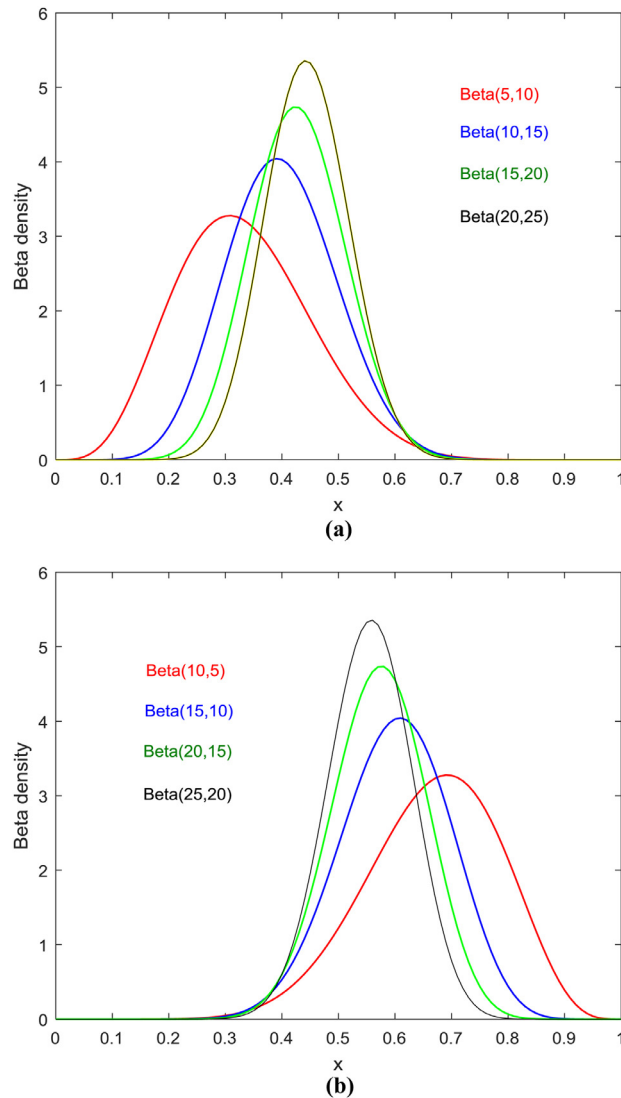 6
5
4
3
2
1
0
Beta density
Beta(5,10)
Beta(10,15)
Beta(15,20)
Beta(20,25)
0 0.1 0.2 0.3 0.4 0.5 0.6 0.7 0.8 0.9 1
x
(a)
6
5
4
3
2
1
0
Beta density
Beta(10,5)
Beta(15,10)
Beta(20,15)
Beta(25,20)
0 0.1 0.2 0.3 0.4 0.5 0.6 0.7 0.8 0.9 1
x
(b)